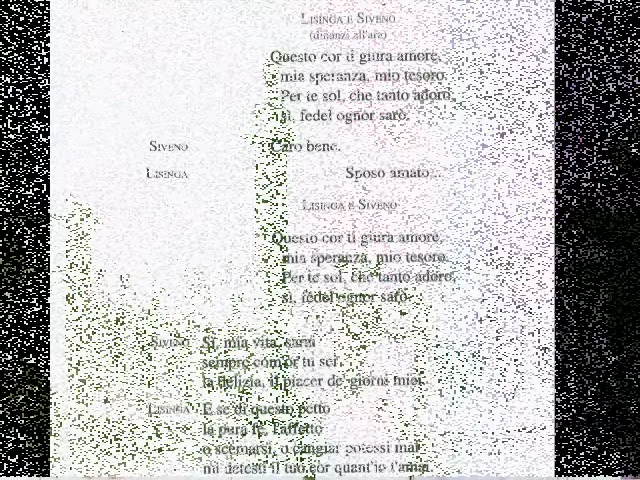 LISINGA E SIVENO
(dinanzi all'ara)
Questo cor ti giura amore,
mia speranza, mio tesoro.
Per te sol, che tanto adoro,
sì, fedel ognor sarò.
SIVENO Caro bene.
LISINGA Sposo amato...
LISINGA E SIVENO
Questo cor ti giura amore,
mia speranza, mio tesoro.
Per te sol, che tanto adoro,
sì, fedel ognor sarò.
SIVENO Sì, mia vita, sarai
sempre com'or tu sei
la delizia, il piacer de' giorni miei.
LISINGA E se di questo petto
la pura fé, l'affetto
o scemarsi, o cangiar potessi mai
mi detesti il tuo cor quant'io l'amai.